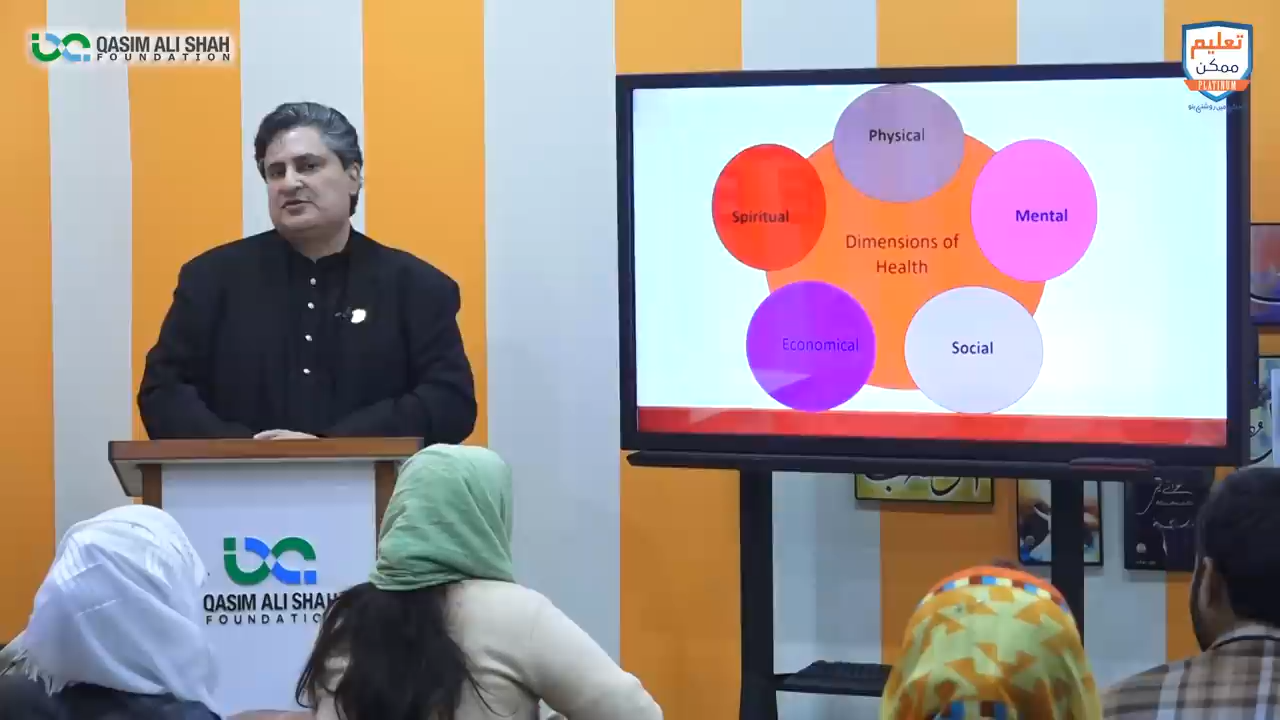 QASIM ALI SHAH
FOUNDATION
تعلیم
ممکن
PLATINUM
Physical
Spiritual
Mental
Dimensions of
Health
Economical
Social
QASIM ALI SHAH
FOUNDATION